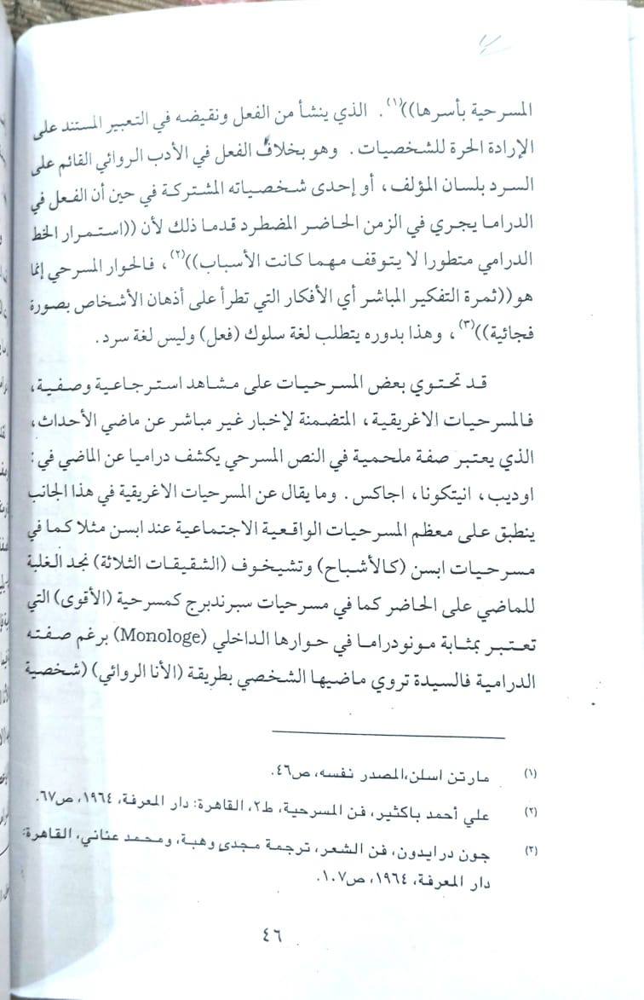 المسرحية بأسرها))(١). الذي ينشأ من الفعل ونقيضه في التعبير المستند على
الإرادة الحرة للشخصيات. وهو بخلاف الفعل في الأدب الروائي القائم على
السرد بلسان المؤلف، أو إحدى شخصياته المشتركة في حين أن الفعل في
الدراما يجري في الزمن الحاضر المضطرد قدما ذلك لأن ((استمرار الخط
الدرامي متطورا لا يتوقف مهما كانت الأسباب))(٢)، فالحوار المسرحي إنما
هو((ثمرة التفكير المباشر أي الأفكار التي تطرأ على أذهان الأشخاص بصورة
فجائية))(٣)، وهذا بدوره يتطلب لغة سلوك (فعل) وليس لغة سرد.
قد تحتوي بعض المسرحيات على مشاهد استرجاعية وصفية،
فالمسرحيات الاغريقية، المتضمنة لإخبار غير مباشر عن ماضي الأحداث،
الذي يعتبر صفة ملحمية في النص المسرحي يكشف دراميا عن الماضي في:
اوديب، انيتكونا، اجاكس. وما يقال عن المسرحيات الاغريقية في هذا الجانب
ينطبق على معظم المسرحيات الواقعية الاجتماعية عند ابسن مثلا كما في
مسرحيات ابسن (كالأشباح) وتشيخوف (الشقيقات الثلاثة) نجد الغلبة
للماضي على الحاضر كما في مسرحيات سبرندبرج كمسرحية (الأقوى) التي
تعتبر بمثابة مونودراما في حوارها الداخلي (Monologe) برغم صفته
الدرامية فالسيدة تروي ماضيها الشخصي بطريقة (الأنا الروائي) (شخصية
(١) مارتن اسلن،المصدر نفسه، ص٤٦.
(٢) علي أحمد باكثير، فن المسرحية، ط٢، القاهرة: دار المعرفة، ١٩٦٤، ص٦٧.
(٣) جون درايدون، فن الشعر، ترجمة مجدي وهبة، ومحمد عناني، القاهرة:
دار المعرفة، ١٩٦٤، ص١٠٧.
٤٦